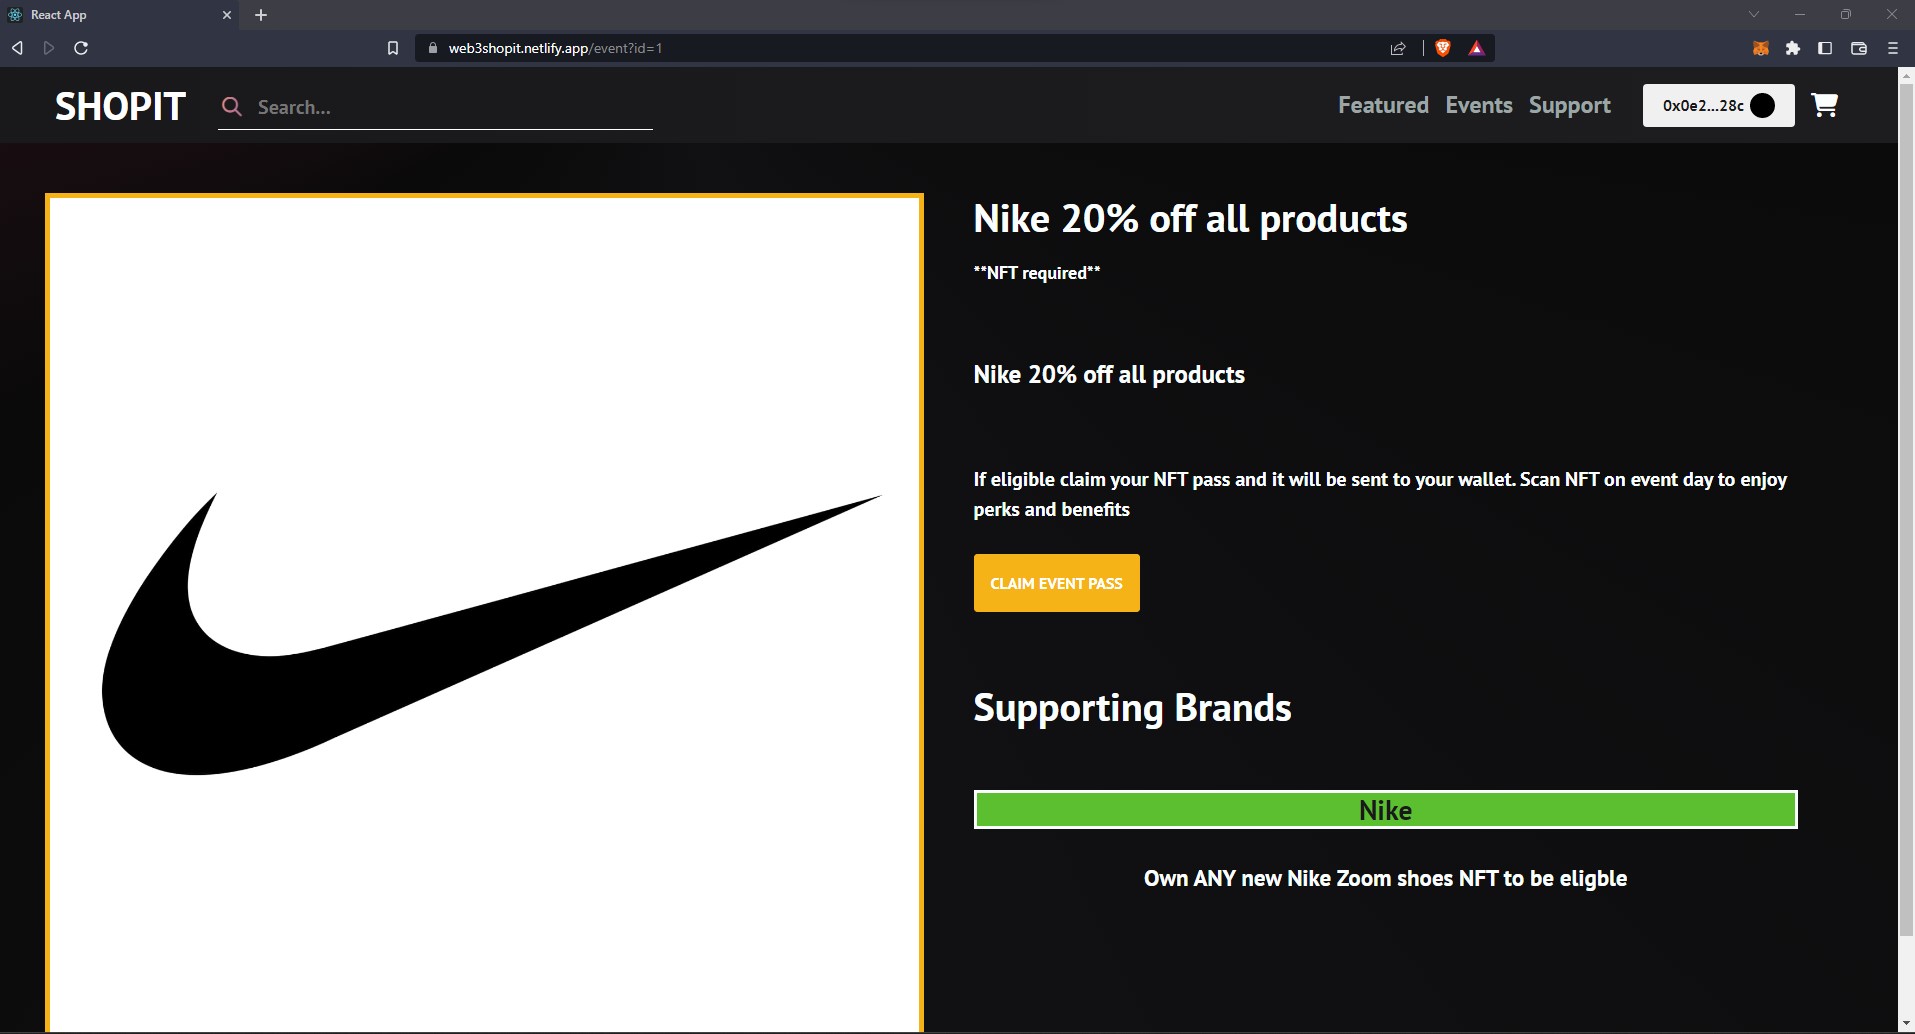 React App
web3shopit.netlify.app/event?id=1
SHOPIT
Search...
Featured
Events
Support
0x0e2...28c
Nike 20% off all products
**NFT required**
Nike 20% off all products
If eligible claim your NFT pass and it will be sent to your wallet. Scan NFT on event day to enjoy
perks and benefits
CLAIM EVENT PASS
Supporting Brands
Nike
Own ANY new Nike Zoom shoes NFT to be eligble